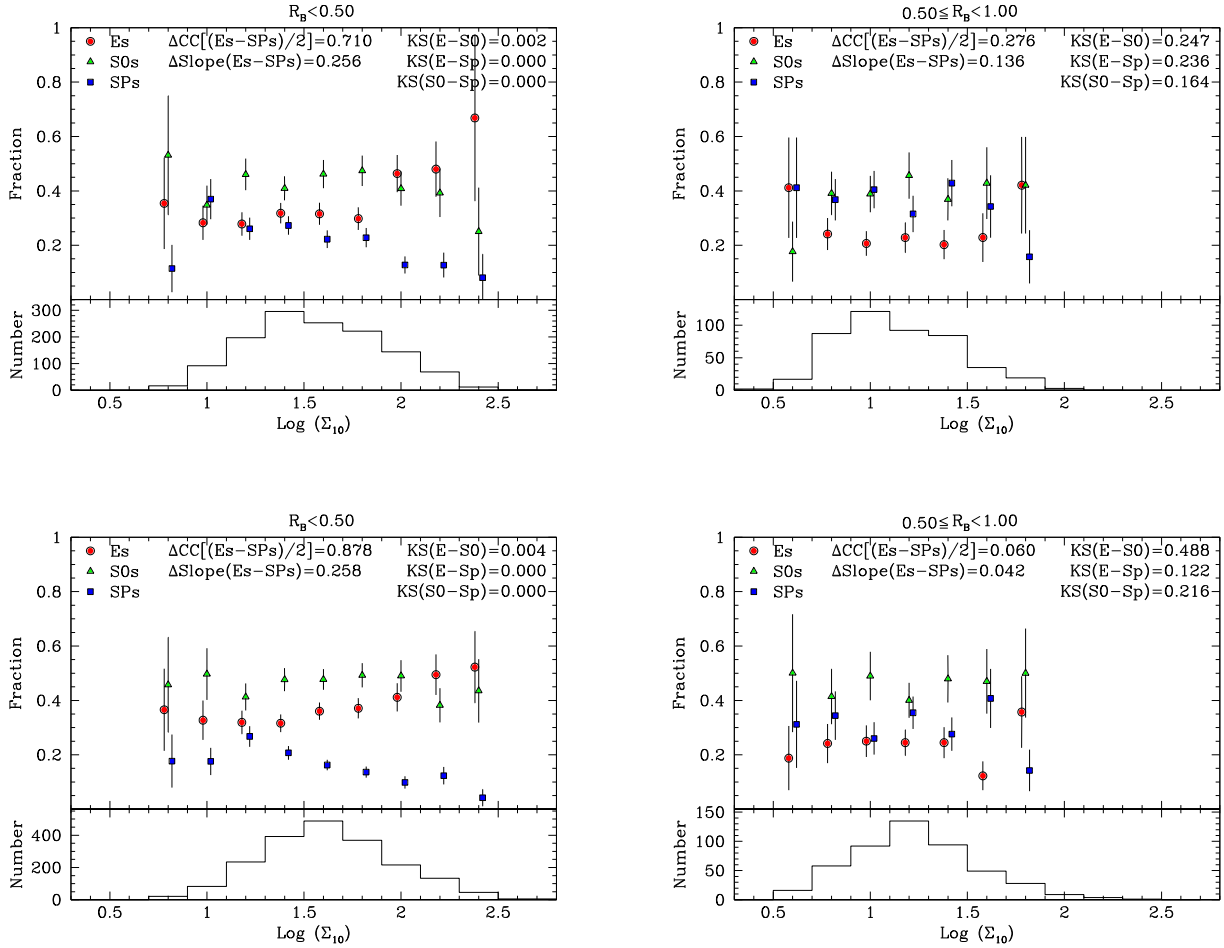 R_B<0.50
Es ΔCC[(Es−SPs)/2]=0.710 KS(E−S0)=0.002
S0s ΔSlope(Es−SPs)=0.256 KS(E−Sp)=0.000
SPs KS(S0−Sp)=0.000
1
0.8
0.6
0.4
0.2
Fraction
300
200
100
0
Number
0.5 1 1.5 2 2.5
Log (Σ₁₀)
0.50≦R_B<1.00
Es ΔCC[(Es−SPs)/2]=0.276 KS(E−S0)=0.247
S0s ΔSlope(Es−SPs)=0.136 KS(E−Sp)=0.236
SPs KS(S0−Sp)=0.164
1
0.8
0.6
0.4
0.2
Fraction
100
50
0
Number
0.5 1 1.5 2 2.5
Log (Σ₁₀)
R_B<0.50
Es ΔCC[(Es−SPs)/2]=0.878 KS(E−S0)=0.004
S0s ΔSlope(Es−SPs)=0.258 KS(E−Sp)=0.000
SPs KS(S0−Sp)=0.000
1
0.8
0.6
0.4
0.2
Fraction
400
200
0
Number
0.5 1 1.5 2 2.5
Log (Σ₁₀)
0.50≦R_B<1.00
Es ΔCC[(Es−SPs)/2]=0.060 KS(E−S0)=0.488
S0s ΔSlope(Es−SPs)=0.042 KS(E−Sp)=0.122
SPs KS(S0−Sp)=0.216
1
0.8
0.6
0.4
0.2
Fraction
150
100
50
0
Number
0.5 1 1.5 2 2.5
Log (Σ₁₀)